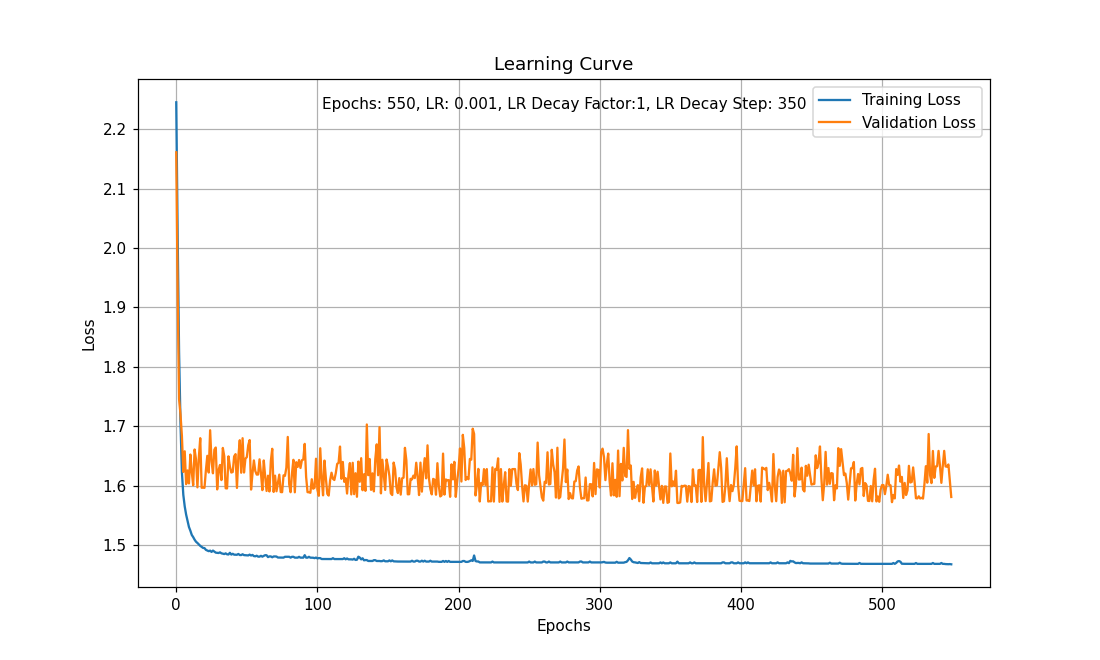 Learning Curve
Epochs: 550, LR: 0.001, LR Decay Factor:1, LR Decay Step: 350
Training Loss
Validation Loss
2.2
2.1
2.0
1.9
1.8
1.7
1.6
1.5
Loss
0 100 200 300 400 500
Epochs